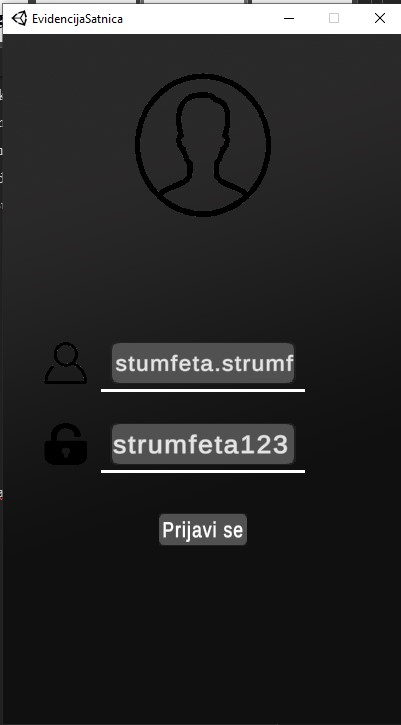 EvidencijaSatnica
stumfeta.strumf
strumfeta123
Prijavi se